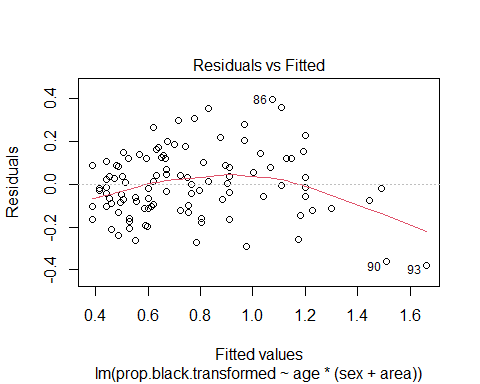 Residuals vs Fitted
Residuals
0.4
0.2
0.0
−0.2
−0.4
86
90
93
0.4 0.6 0.8 1.0 1.2 1.4 1.6
Fitted values
lm(prop.black.transformed ~ age * (sex + area))